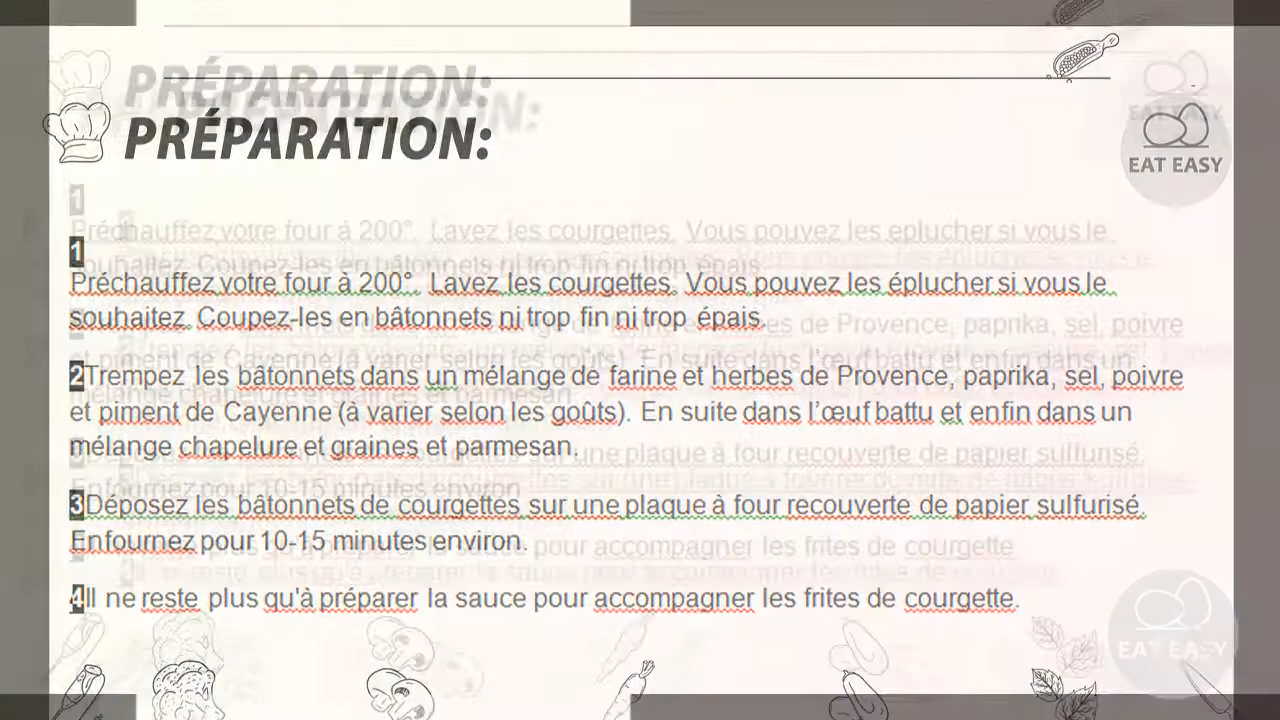 PRÉPARATION:
EAT EASY
1
Préchauffez votre four à 200°. Lavez les courgettes. Vous pouvez les éplucher si vous le
souhaitez. Coupez-les en bâtonnets ni trop fin ni trop épais.
2Trempez les bâtonnets dans un mélange de farine et herbes de Provence, paprika, sel, poivre
et piment de Cayenne (à varier selon les goûts). En suite dans l'œuf battu et enfin dans un
mélange chapelure et graines et parmesan.
3Déposez les bâtonnets de courgettes sur une plaque à four recouverte de papier sulfurisé.
Enfournez pour 10-15 minutes environ.
4Il ne reste plus qu'à préparer la sauce pour accompagner les frites de courgette.
EAT EASY